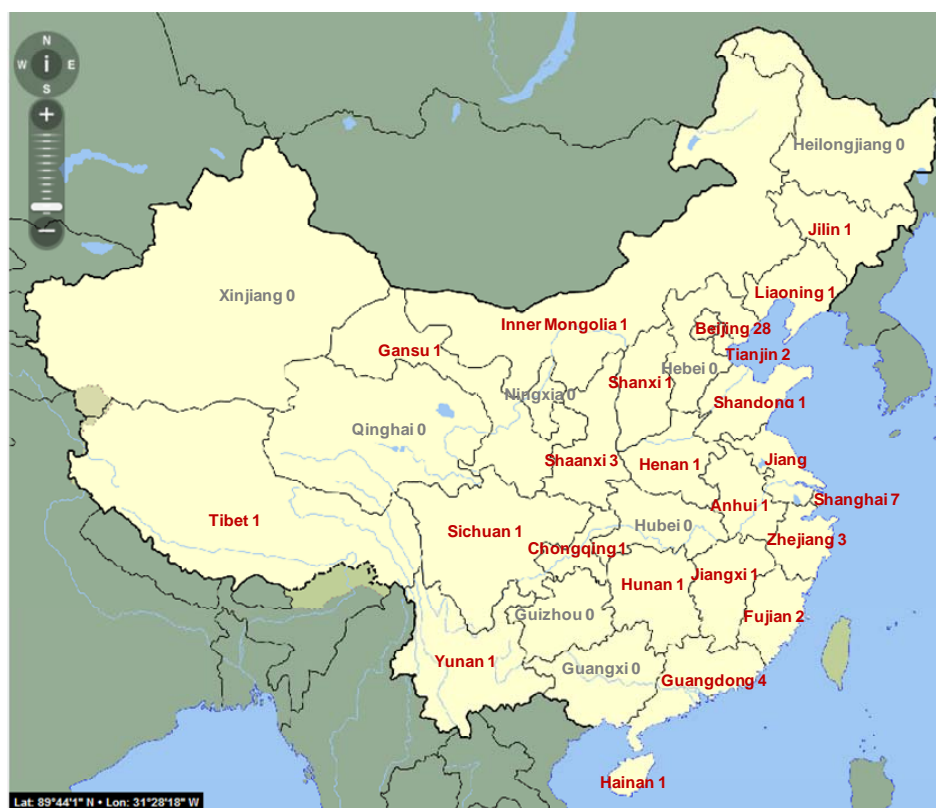 N
W i E
S
+
−
Heilongjiang 0
Jilin 1
Liaoning 1
Xinjiang 0
Inner Mongolia 1
Beijing 28
Gansu 1
Tianjin 2
Hebei 0
Shanxi 1
Ningxia 0
Shandong 1
Qinghai 0
Shaanxi 3
Henan 1
Jiang
Shanghai 7
Anhui 1
Tibet 1
Hubei 0
Sichuan 1
Zhejiang 3
Chongqing 1
Jiangxi 1
Hunan 1
Guizhou 0
Fujian 2
Yunan 1
Guangxi 0
Guangdong 4
Hainan 1
Lat: 89°44'1" N • Lon: 31°28'18" W